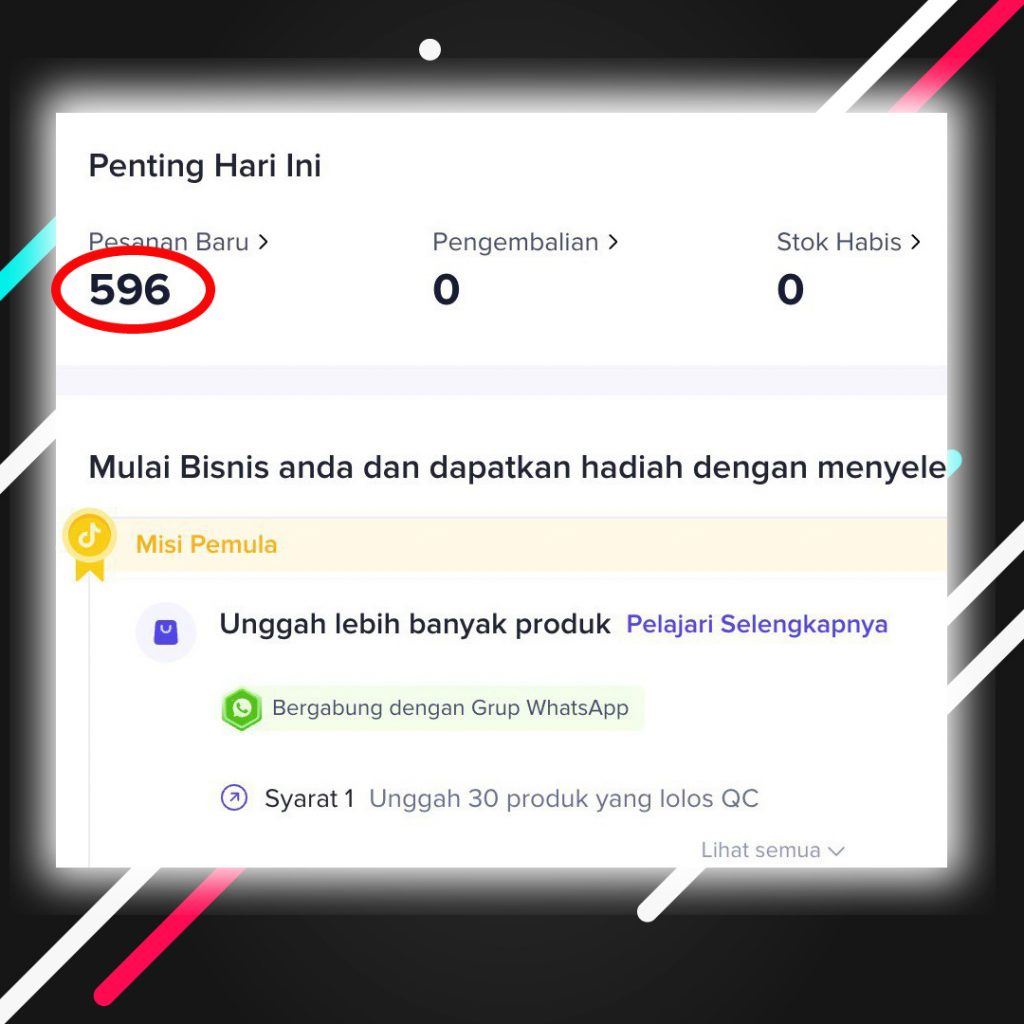 Penting Hari Ini
Pesanan Baru >
Pengembalian >
Stok Habis >
596
0
0
Mulai Bisnis anda dan dapatkan hadiah dengan menyele
Misi Pemula
Unggah lebih banyak produk Pelajari Selengkapnya
Bergabung dengan Grup WhatsApp
Syarat 1 Unggah 30 produk yang lolos QC
Lihat semua